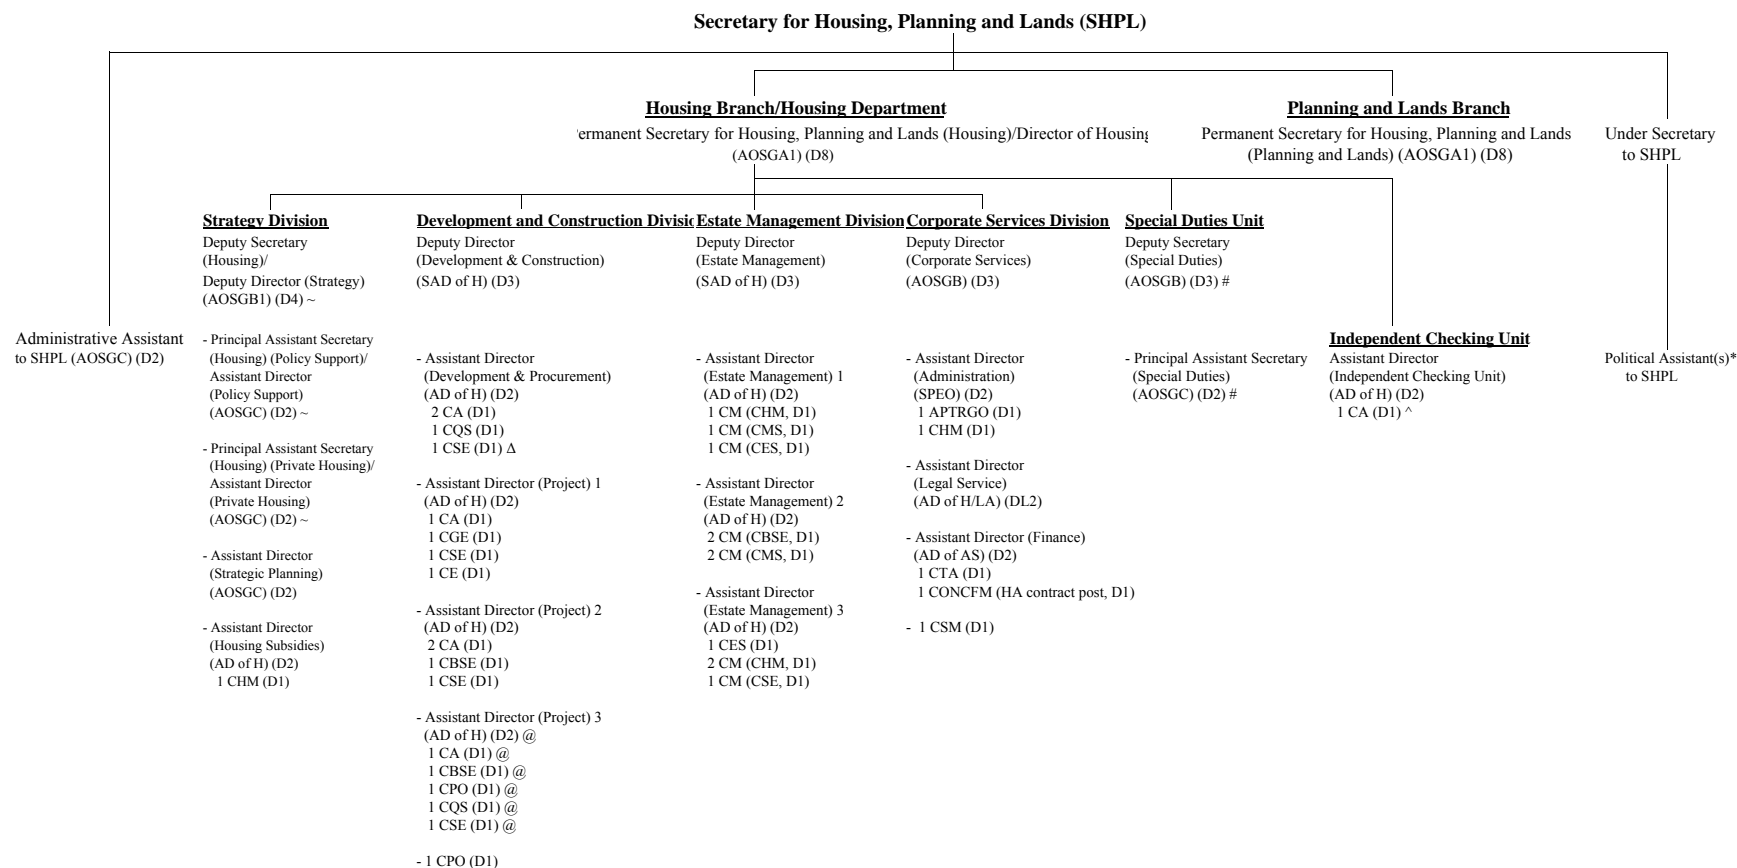 Secretary for Housing, Planning and Lands (SHPL)
Housing Branch/Housing Department
ermanent Secretary for Housing, Planning and Lands (Housing)/Director of Housing
(AOSGA1) (D8)
Planning and Lands Branch
Permanent Secretary for Housing, Planning and Lands
(Planning and Lands) (AOSGA1) (D8)
Under Secretary
to SHPL
Administrative Assistant
to SHPL (AOSGC) (D2)
Strategy Division
Deputy Secretary
(Housing)/
Deputy Director (Strategy)
(AOSGB1) (D4) ~
- Principal Assistant Secretary
(Housing) (Policy Support)/
Assistant Director
(Policy Support)
(AOSGC) (D2) ~
- Principal Assistant Secretary
(Housing) (Private Housing)/
Assistant Director
(Private Housing)
(AOSGC) (D2) ~
- Assistant Director
(Strategic Planning)
(AOSGC) (D2)
- Assistant Director
(Housing Subsidies)
(AD of H) (D2)
1 CHM (D1)
Development and Construction Divisic
Deputy Director
(Development & Construction)
(SAD of H) (D3)
- Assistant Director
(Development & Procurement)
(AD of H) (D2)
2 CA (D1)
1 CQS (D1)
1 CSE (D1) Δ
- Assistant Director (Project) 1
(AD of H) (D2)
1 CA (D1)
1 CGE (D1)
1 CSE (D1)
1 CE (D1)
- Assistant Director (Project) 2
(AD of H) (D2)
2 CA (D1)
1 CBSE (D1)
1 CSE (D1)
- Assistant Director (Project) 3
(AD of H) (D2) @
1 CA (D1) @
1 CBSE (D1) @
1 CPO (D1) @
1 CQS (D1) @
1 CSE (D1) @
- 1 CPO (D1)
Estate Management Division
Deputy Director
(Estate Management)
(SAD of H) (D3)
- Assistant Director
(Estate Management) 1
(AD of H) (D2)
1 CM (CHM, D1)
1 CM (CMS, D1)
1 CM (CES, D1)
- Assistant Director
(Estate Management) 2
(AD of H) (D2)
2 CM (CBSE, D1)
2 CM (CMS, D1)
- Assistant Director
(Estate Management) 3
(AD of H) (D2)
1 CES (D1)
2 CM (CHM, D1)
1 CM (CSE, D1)
Corporate Services Division
Deputy Director
(Corporate Services)
(AOSGB) (D3)
- Assistant Director
(Administration)
(SPEO) (D2)
1 APTRGO (D1)
1 CHM (D1)
- Assistant Director
(Legal Service)
(AD of H/LA) (DL2)
- Assistant Director (Finance)
(AD of AS) (D2)
1 CTA (D1)
1 CONCFM (HA contract post, D1)
- 1 CSM (D1)
Special Duties Unit
Deputy Secretary
(Special Duties)
(AOSGB) (D3) #
- Principal Assistant Secretary
(Special Duties)
(AOSGC) (D2) #
Independent Checking Unit
Assistant Director
(Independent Checking Unit)
(AD of H) (D2)
1 CA (D1) ^
Political Assistant(s)*
to SHPL